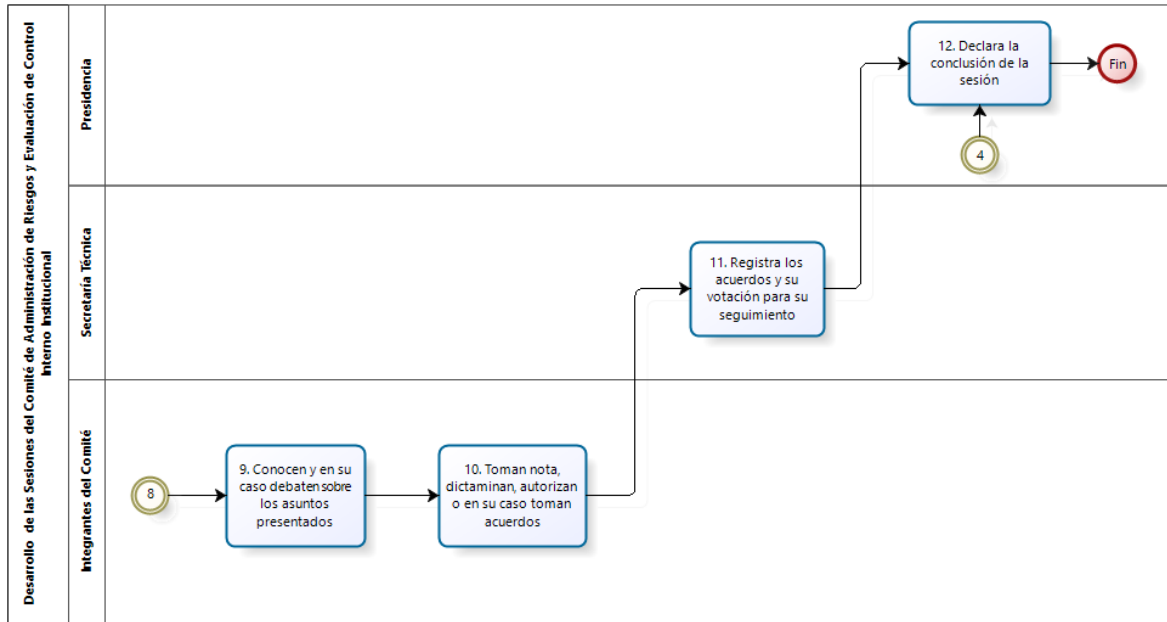 Desarrollo de las Sesiones del Comité de Administración de Riesgos y Evaluación de Control
Interno Institucional
Presidencia
12. Declara la
conclusión de la
sesión
Fin
4
Secretaría Técnica
11. Registra los
acuerdos y su
votación para su
seguimiento
Integrantes del Comité
8
9. Conocen y en su
caso debaten sobre
los asuntos
presentados
10. Toman nota,
dictaminan, autorizan
o en su caso toman
acuerdos